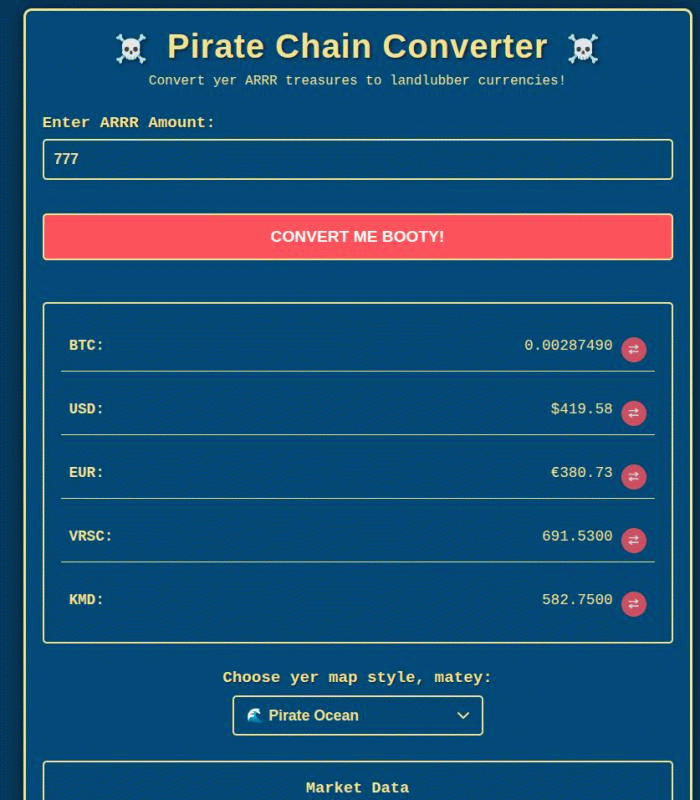 Pirate Chain Converter
Convert yer ARRR treasures to landlubber currencies!
Enter ARRR Amount:
777
CONVERT ME BOOTY!
BTC: 0.00287490
USD: $419.58
EUR: €380.73
VRSC: 691.5300
KMD: 582.7500
Choose yer map style, matey:
Pirate Ocean
Market Data